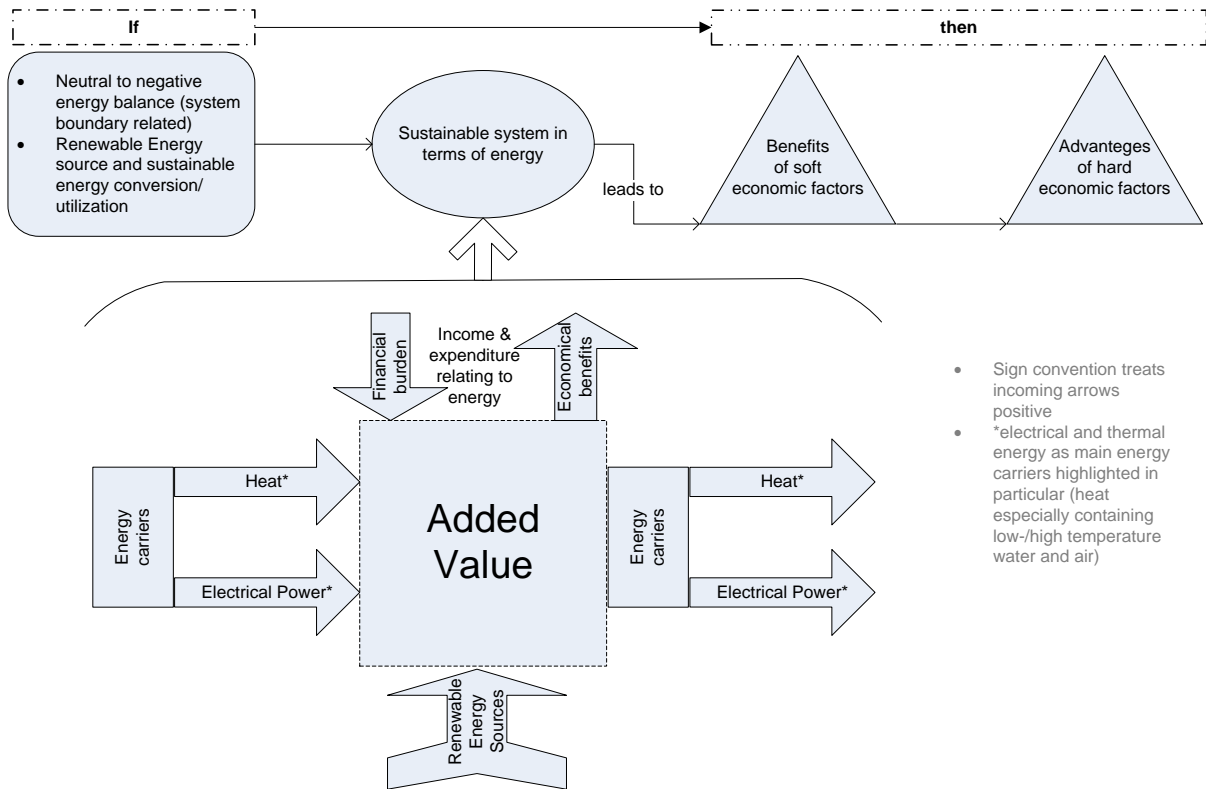 If
then
• Neutral to negative
energy balance (system
boundary related)
• Renewable Energy
source and sustainable
energy conversion/
utilization
Sustainable system in
terms of energy
leads to
Benefits
of soft
economic factors
Advanteges
of hard
economic factors
Financial
burden
Income &
expenditure
relating to
energy
Economical
benefits
• Sign convention treats
incoming arrows
positive
• *electrical and thermal
energy as main energy
carriers highlighted in
particular (heat
especially containing
low-/high temperature
water and air)
Energy
carriers
Heat*
Electrical Power*
Added
Value
Energy
carriers
Heat*
Electrical Power*
Renewable
Energy
Sources